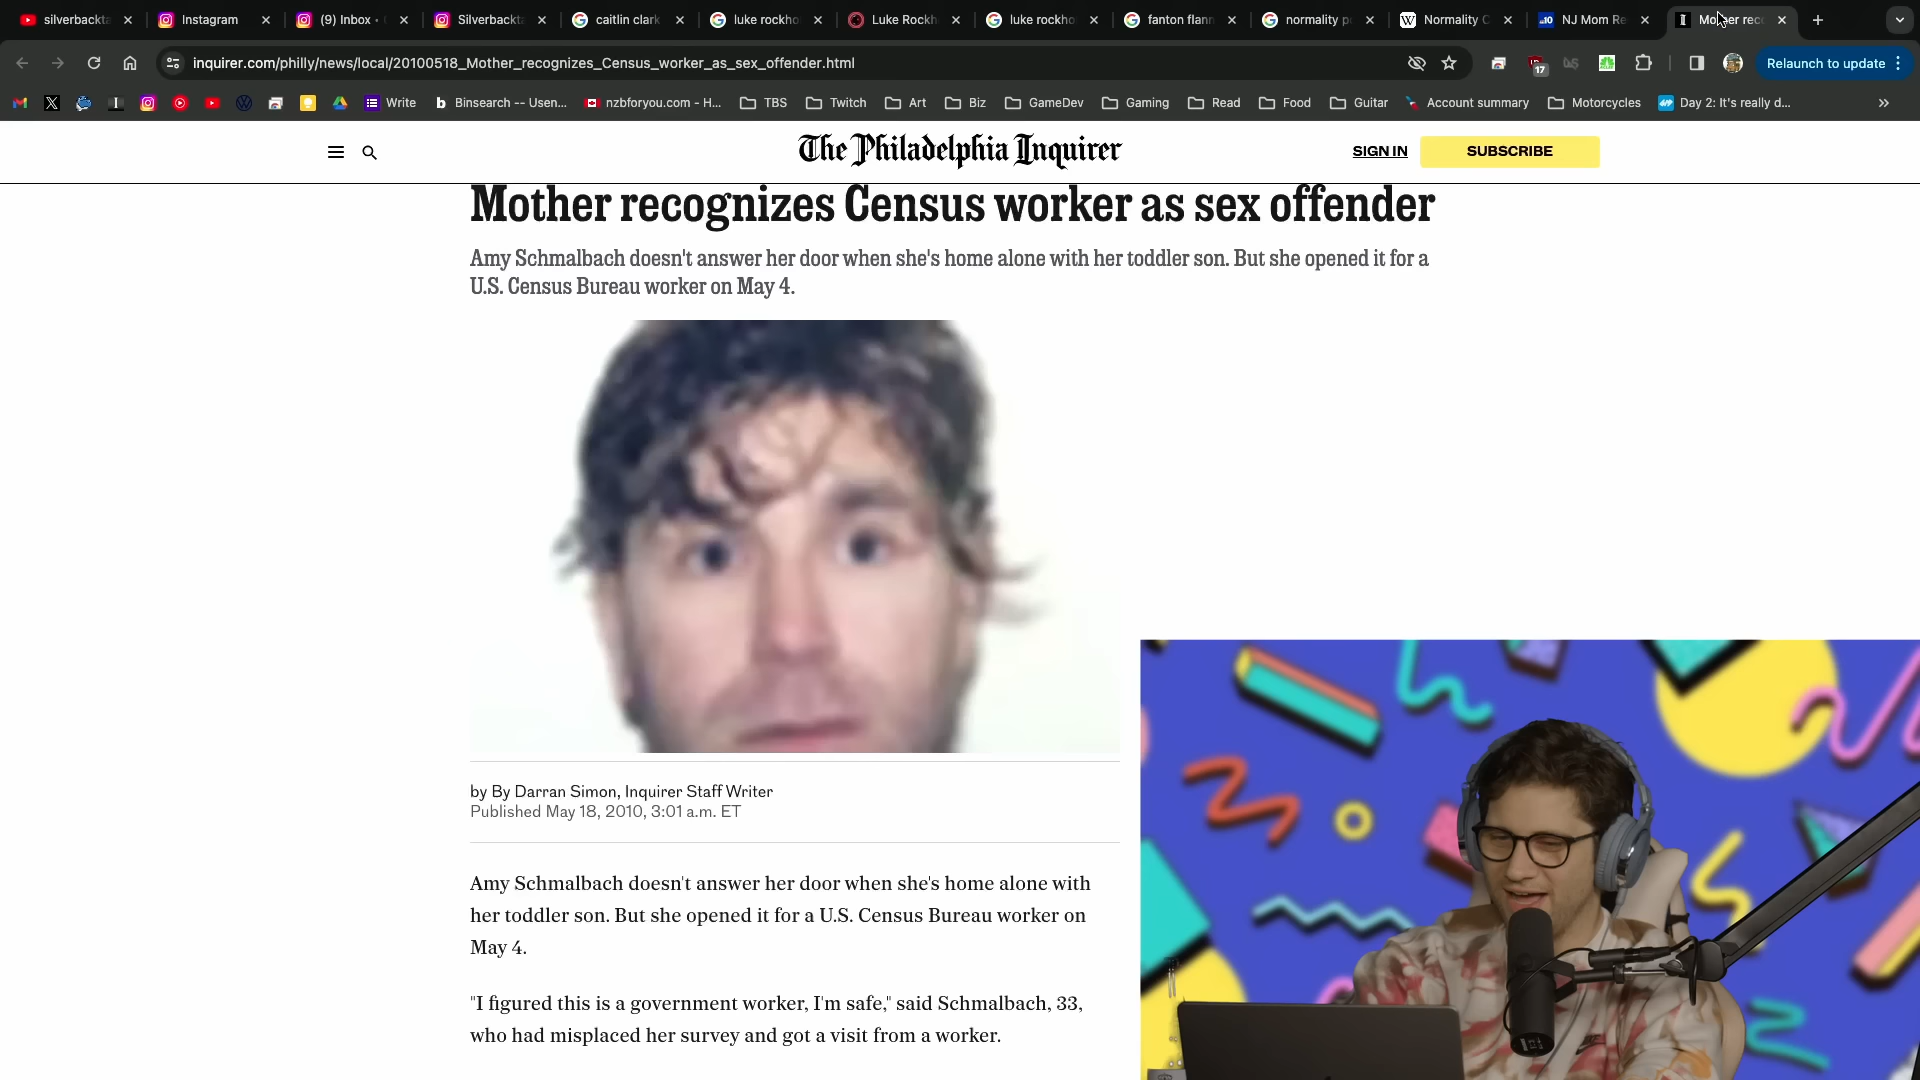 silverbackta
Instagram
(9) Inbox •
Silverbackta
caitlin clark
luke rockho
Luke Rockh
luke rockho
fanton flann
normality p
Normality C
NJ Mom Re
Mother rec
inquirer.com/philly/news/local/20100518_Mother_recognizes_Census_worker_as_sex_offender.html
17
Relaunch to update
Write
Binsearch -- Usen...
nzbforyou.com - H...
TBS
Twitch
Art
Biz
GameDev
Gaming
Read
Food
Guitar
Account summary
Motorcycles
Day 2: It's really d...
»
The Philadelphia Inquirer
SIGN IN
SUBSCRIBE
Mother recognizes Census worker as sex offender
Amy Schmalbach doesn't answer her door when she's home alone with her toddler son. But she opened it for a
U.S. Census Bureau worker on May 4.
by By Darran Simon, Inquirer Staff Writer
Published May 18, 2010, 3:01 a.m. ET
Amy Schmalbach doesn't answer her door when she's home alone with
her toddler son. But she opened it for a U.S. Census Bureau worker on
May 4.
"I figured this is a government worker, I'm safe," said Schmalbach, 33,
who had misplaced her survey and got a visit from a worker.